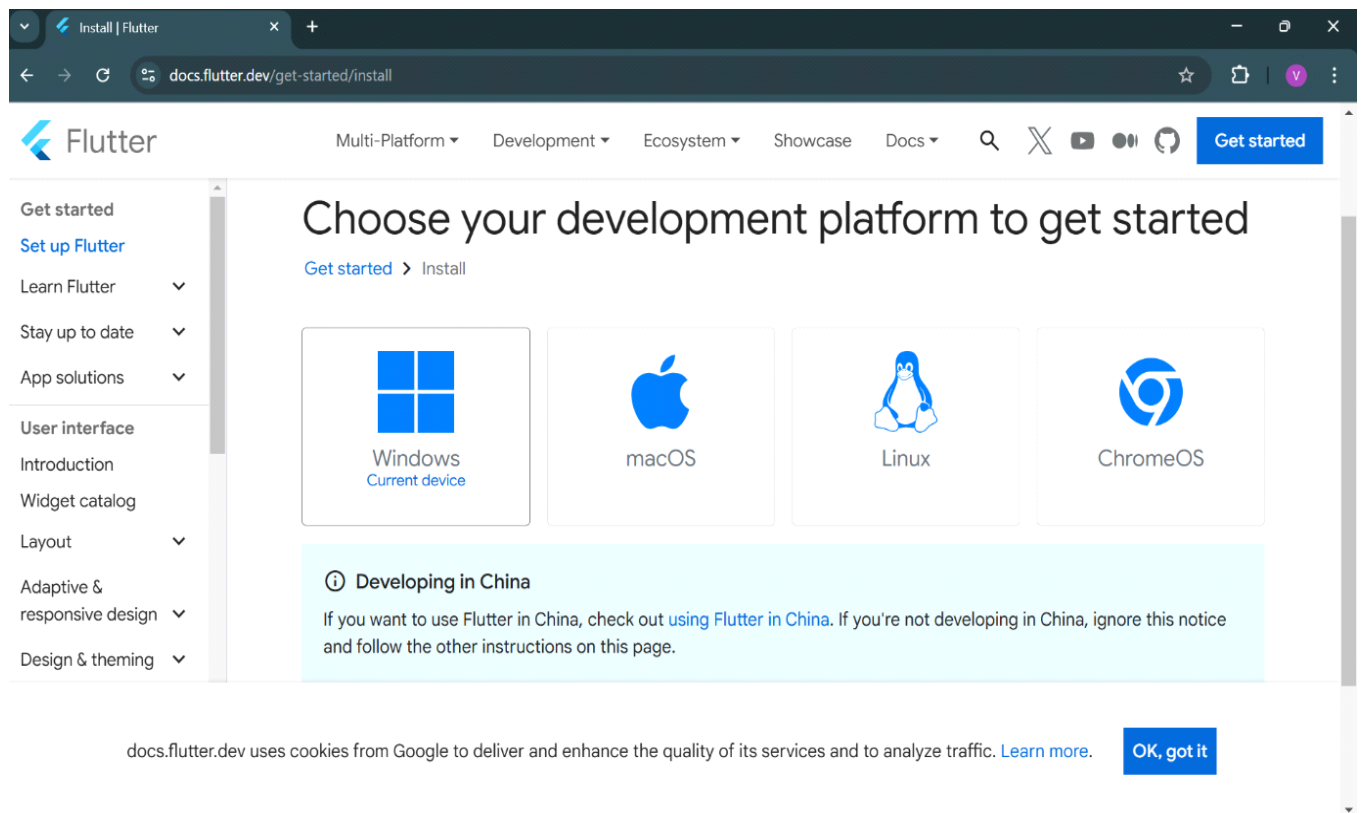 Install | Flutter
docs.flutter.dev/get-started/install
V
Flutter
Multi-Platform Development Ecosystem Showcase Docs Get started
Get started
Set up Flutter
Learn Flutter
Stay up to date
App solutions
User interface
Introduction
Widget catalog
Layout
Adaptive &
responsive design
Design & theming
Choose your development platform to get started
Get started Install
Windows
Current device
macOS
Linux
ChromeOS
Developing in China
If you want to use Flutter in China, check out using Flutter in China. If you're not developing in China, ignore this notice
and follow the other instructions on this page.
docs.flutter.dev uses cookies from Google to deliver and enhance the quality of its services and to analyze traffic. Learn more. OK, got it